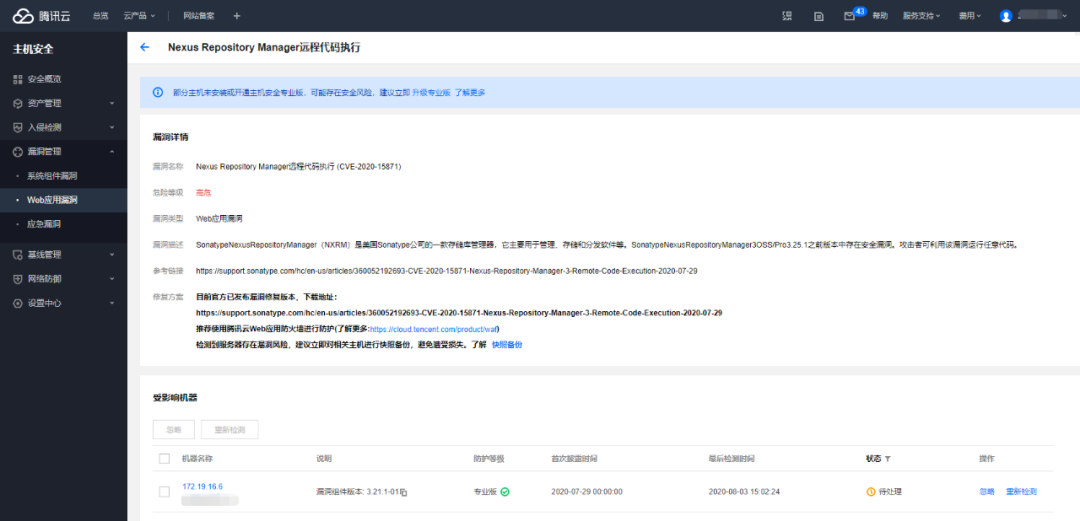 腾讯云 总览 云产品 网站备案 + 43 帮助 服务支持 费用
主机安全
安全概览
资产管理
入侵检测
漏洞管理
系统组件漏洞
Web应用漏洞
应急漏洞
基线管理
网络防御
设置中心
← Nexus Repository Manager远程代码执行
部分主机未安装或开通主机安全专业版，可能存在安全风险，建议立即 升级专业版 了解更多
漏洞详情
漏洞名称 Nexus Repository Manager远程代码执行 (CVE-2020-15871)
危险等级 高危
漏洞类型 Web应用漏洞
漏洞描述 SonatypeNexusRepositoryManager（NXRM）是美国Sonatype公司的一款存储库管理器，它主要用于管理、存储和分发软件等。SonatypeNexusRepositoryManager3OSS/Pro3.25.1之前版本中存在安全漏洞。攻击者可利用该漏洞运行任意代码。
参考链接 https://support.sonatype.com/hc/en-us/articles/360052192693-CVE-2020-15871-Nexus-Repository-Manager-3-Remote-Code-Execution-2020-07-29
修复方案 目前官方已发布漏洞修复版本，下载地址：
https://support.sonatype.com/hc/en-us/articles/360052192693-CVE-2020-15871-Nexus-Repository-Manager-3-Remote-Code-Execution-2020-07-29
推荐使用腾讯云Web应用防火墙进行防护(了解更多:https://cloud.tencent.com/product/waf)
检测到服务器存在漏洞风险，建议立即对相关主机进行快照备份，避免遭受损失。了解 快照备份
受影响机器
忽略 重新检测
机器名称 说明 防护等级 首次披露时间 最后检测时间 状态 操作
172.19.16.6 漏洞组件版本: 3.21.1-01 专业版 2020-07-29 00:00:00 2020-08-03 15:02:24 待处理 忽略 重新检测